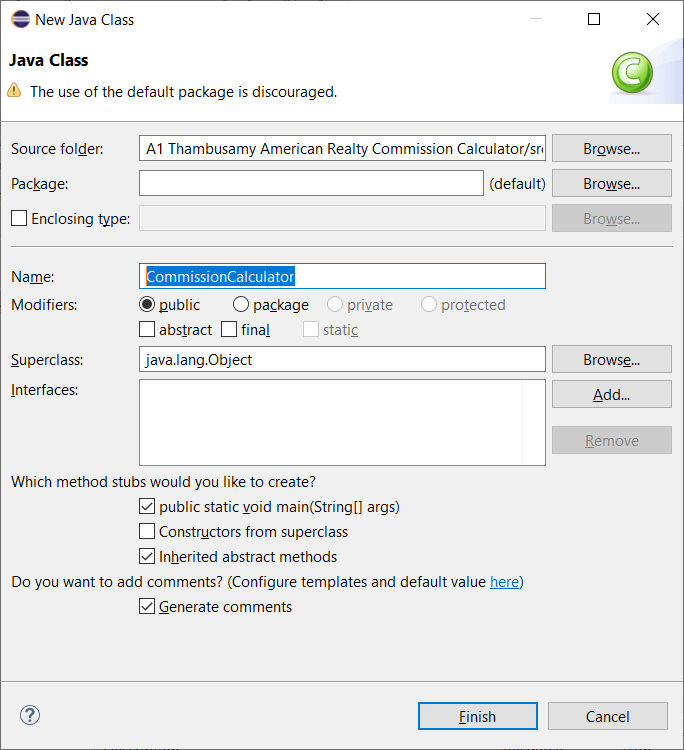 New Java Class
Java Class
The use of the default package is discouraged.
Source folder: A1 Thambusamy American Realty Commission Calculator/src Browse...
Package: (default) Browse...
Enclosing type: Browse...
Name: CommissionCalculator
Modifiers: public package private protected
abstract final static
Superclass: java.lang.Object Browse...
Interfaces: Add...
Remove
Which method stubs would you like to create?
public static void main(String[] args)
Constructors from superclass
Inherited abstract methods
Do you want to add comments? (Configure templates and default value here)
Generate comments
? Finish Cancel